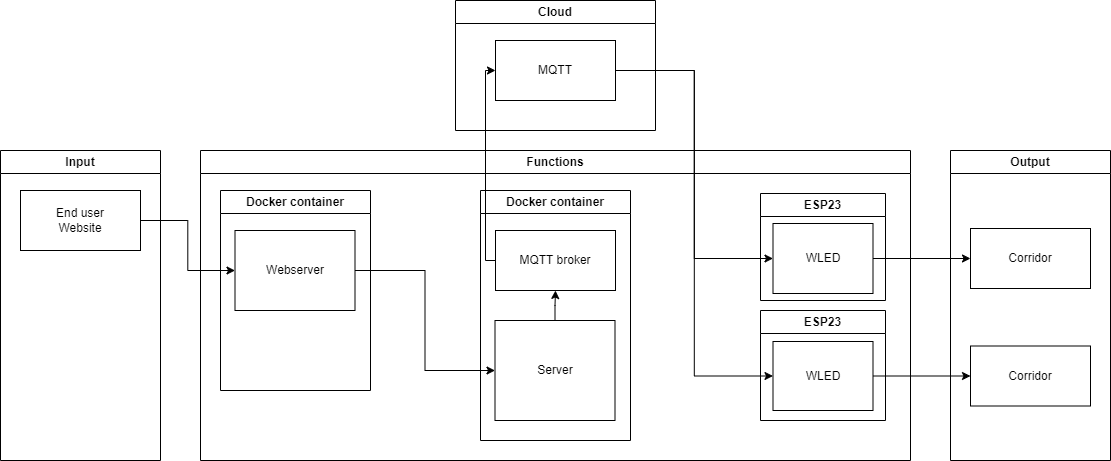 Cloud
MQTT
Input
Functions
Output
End user
Website
Docker container
Webserver
Docker container
MQTT broker
Server
ESP23
WLED
ESP23
WLED
Corridor
Corridor